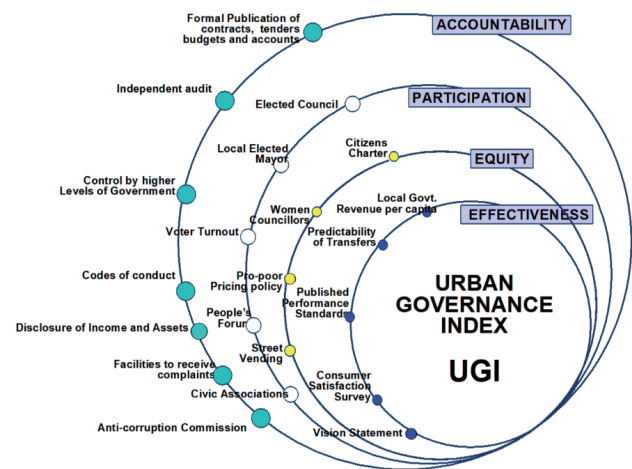 Formal Publication of
contracts, tenders
budgets and accounts
ACCOUNTABILITY
Independent audit
Elected Council
PARTICIPATION
Local Elected
Mayor
Citizens
Charter
EQUITY
Control by higher
Levels of Government
Women
Councillors
Local Govt.
Revenue per capita
EFFECTIVENESS
Voter Turnout
Predictability
of Transfers
Codes of conduct
Pro-poor
Pricing policy
Published
Performance
Standards
URBAN
GOVERNANCE
INDEX
UGI
People's
Forum
Disclosure of Income and Assets
Street
Vending
Facilities to receive
complaints
Consumer
Satisfaction
Survey
Civic Associations
Anti-corruption Commission
Vision Statement